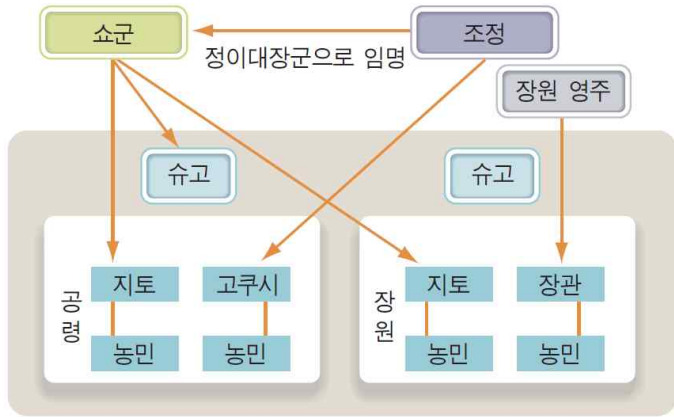 쇼군
조정
정이대장군으로 임명
장원 영주
슈고
슈고
공령
지토
고쿠시
농민
농민
장원
지토
장관
농민
농민